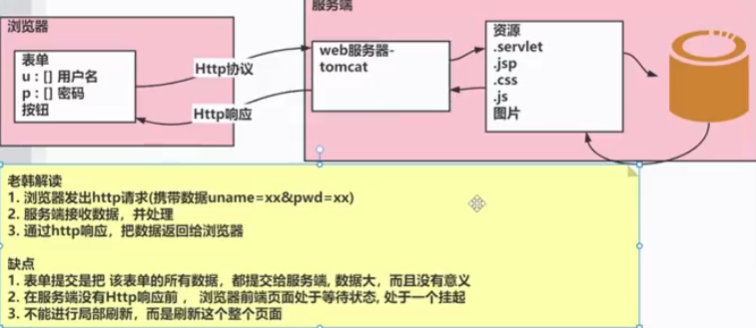 浏览器
服务端
表单
u : [] 用户名
p : [] 密码
按钮
Http协议
Http响应
web服务器-
tomcat
资源
.servlet
.jsp
.css
.js
图片
老韩解读
1. 浏览器发出http请求(携带数据uname=xx&pwd=xx)
2. 服务端接收数据，并处理
3. 通过http响应，把数据返回给浏览器
缺点
1. 表单提交是把 该表单的所有数据，都提交给服务端, 数据大，而且没有意义
2. 在服务端没有Http响应前 ， 浏览器前端页面处于等待状态, 处于一个挂起
3. 不能进行局部刷新，而是刷新这个整个页面